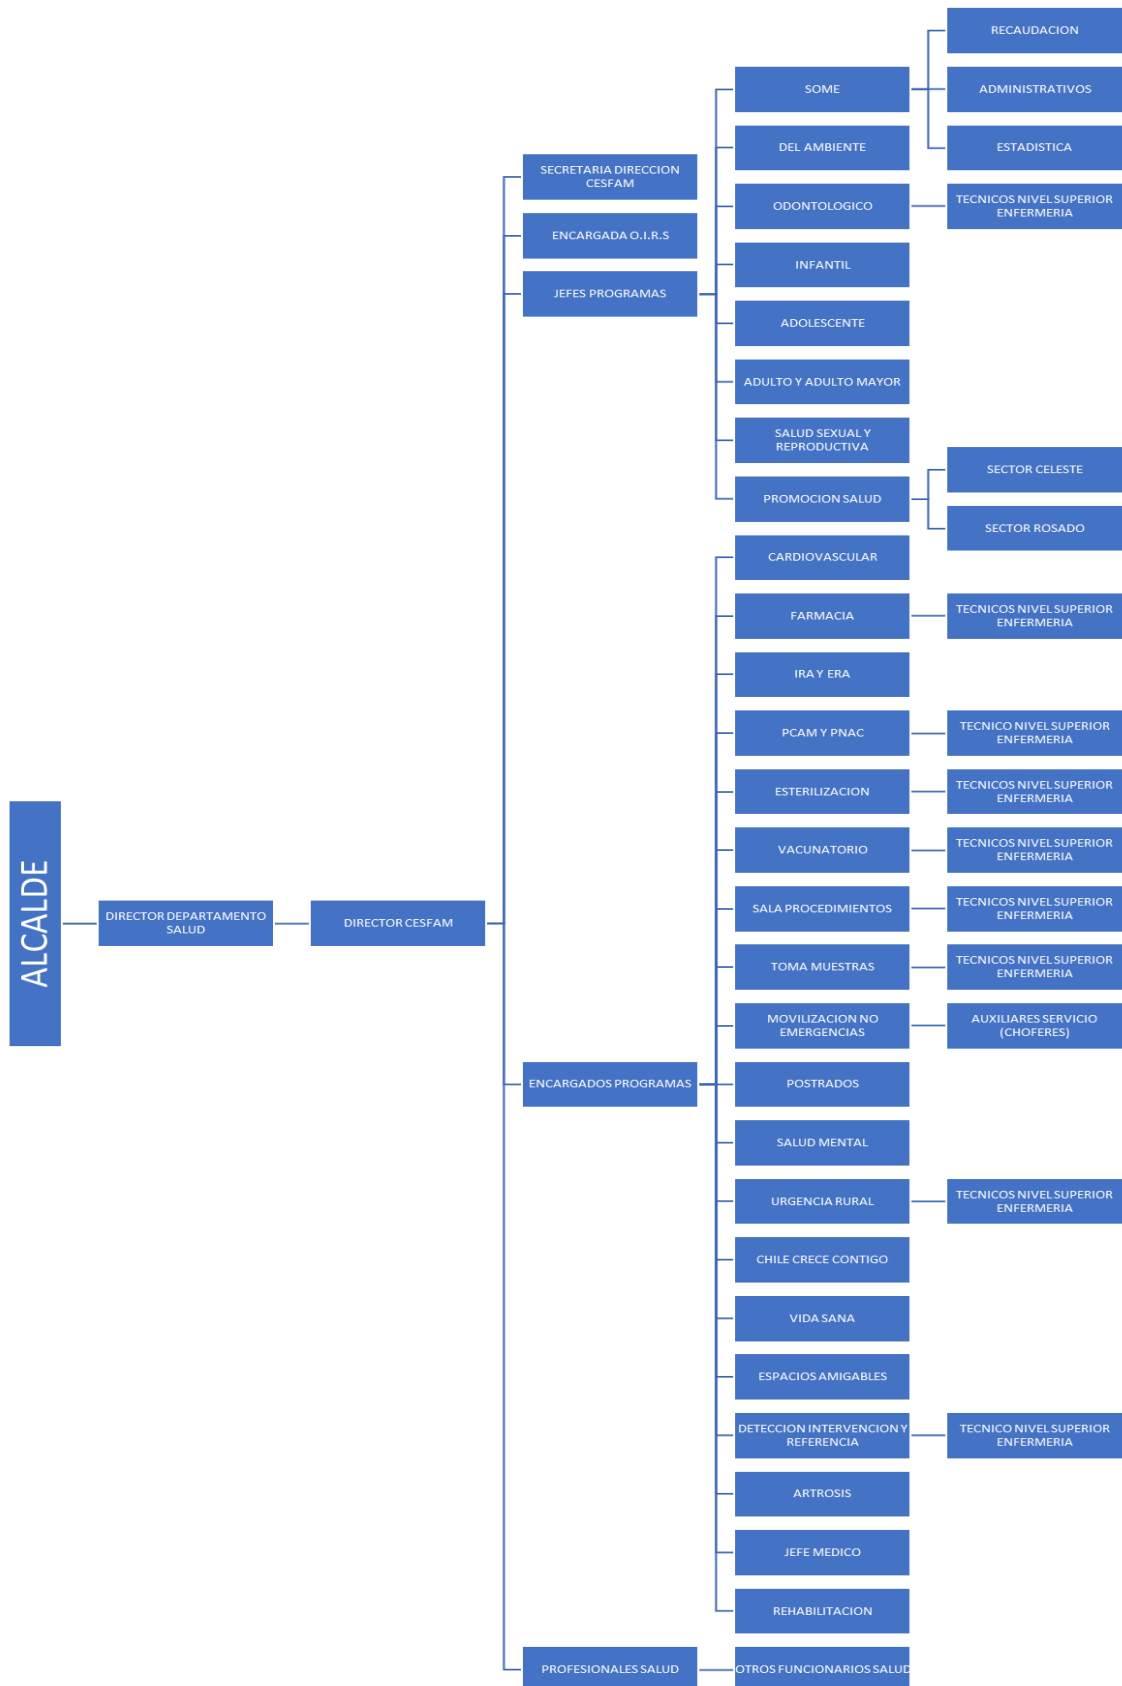 ALCALDE
DIRECTOR DEPARTAMENTO
SALUD
DIRECTOR CESFAM
SECRETARIA DIRECCION
CESFAM
ENCARGADA O.I.R.S
JEFES PROGRAMAS
SOME
RECAUDACION
ADMINISTRATIVOS
ESTADISTICA
DEL AMBIENTE
ODONTOLOGICO
TECNICOS NIVEL SUPERIOR
ENFERMERIA
INFANTIL
ADOLESCENTE
ADULTO Y ADULTO MAYOR
SALUD SEXUAL Y
REPRODUCTIVA
PROMOCION SALUD
SECTOR CELESTE
SECTOR ROSADO
ENCARGADOS PROGRAMAS
CARDIOVASCULAR
FARMACIA
TECNICOS NIVEL SUPERIOR
ENFERMERIA
IRA Y ERA
PCAM Y PNAC
TECNICO NIVEL SUPERIOR
ENFERMERIA
ESTERILIZACION
TECNICOS NIVEL SUPERIOR
ENFERMERIA
VACUNATORIO
TECNICOS NIVEL SUPERIOR
ENFERMERIA
SALA PROCEDIMIENTOS
TECNICOS NIVEL SUPERIOR
ENFERMERIA
TOMA MUESTRAS
TECNICOS NIVEL SUPERIOR
ENFERMERIA
MOVILIZACION NO
EMERGENCIAS
AUXILIARES SERVICIO
(CHOFERES)
POSTRADOS
SALUD MENTAL
URGENCIA RURAL
TECNICOS NIVEL SUPERIOR
ENFERMERIA
CHILE CRECE CONTIGO
VIDA SANA
ESPACIOS AMIGABLES
DETECCION INTERVENCION Y
REFERENCIA
TECNICO NIVEL SUPERIOR
ENFERMERIA
ARTROSIS
JEFE MEDICO
REHABILITACION
PROFESIONALES SALUD
OTROS FUNCIONARIOS SALUD